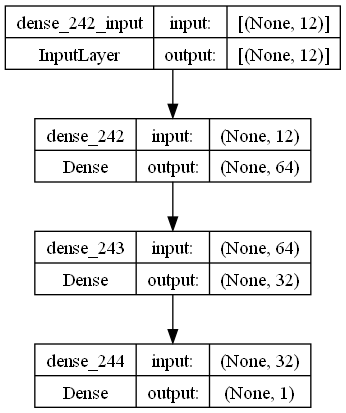 dense_242_input input: [(None, 12)]
InputLayer output: [(None, 12)]
dense_242 input: (None, 12)
Dense output: (None, 64)
dense_243 input: (None, 64)
Dense output: (None, 32)
dense_244 input: (None, 32)
Dense output: (None, 1)